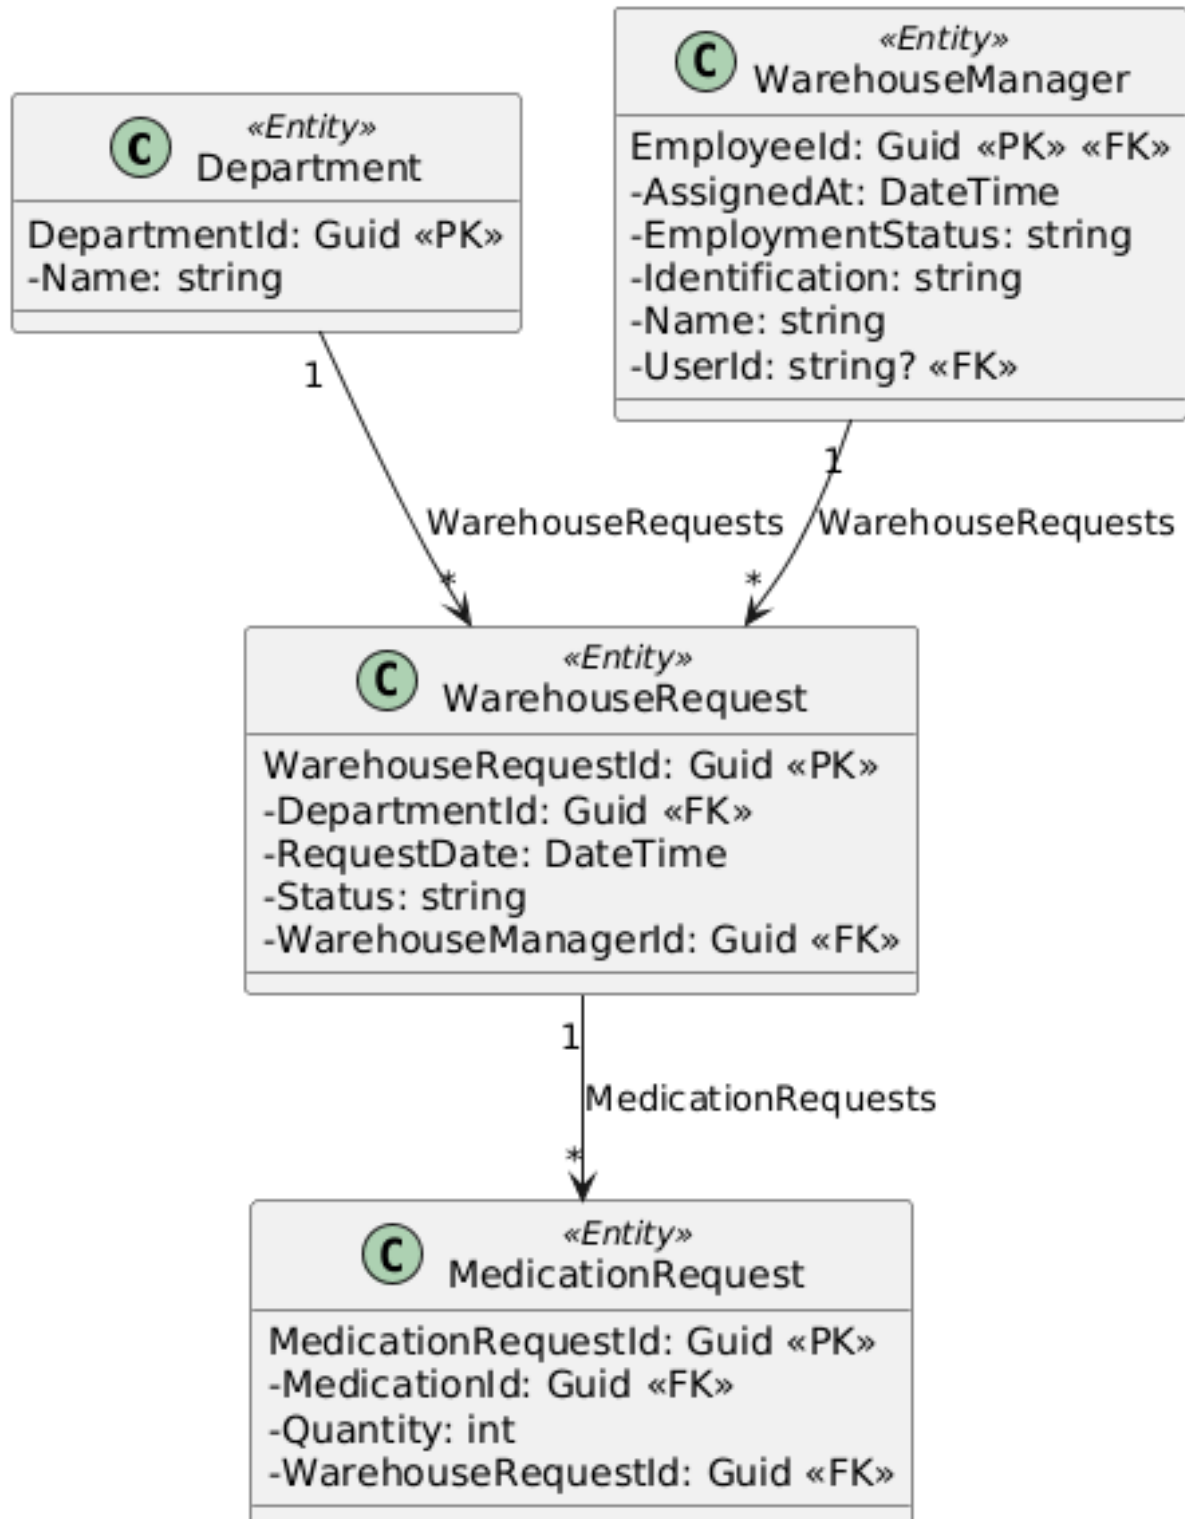 C
«Entity»
Department
DepartmentId: Guid «PK»
-Name: string
C
«Entity»
WarehouseManager
EmployeeId: Guid «PK» «FK»
-AssignedAt: DateTime
-EmploymentStatus: string
-Identification: string
-Name: string
-UserId: string? «FK»
1
WarehouseRequests
*
1
WarehouseRequests
*
C
«Entity»
WarehouseRequest
WarehouseRequestId: Guid «PK»
-DepartmentId: Guid «FK»
-RequestDate: DateTime
-Status: string
-WarehouseManagerId: Guid «FK»
1
MedicationRequests
*
C
«Entity»
MedicationRequest
MedicationRequestId: Guid «PK»
-MedicationId: Guid «FK»
-Quantity: int
-WarehouseRequestId: Guid «FK»